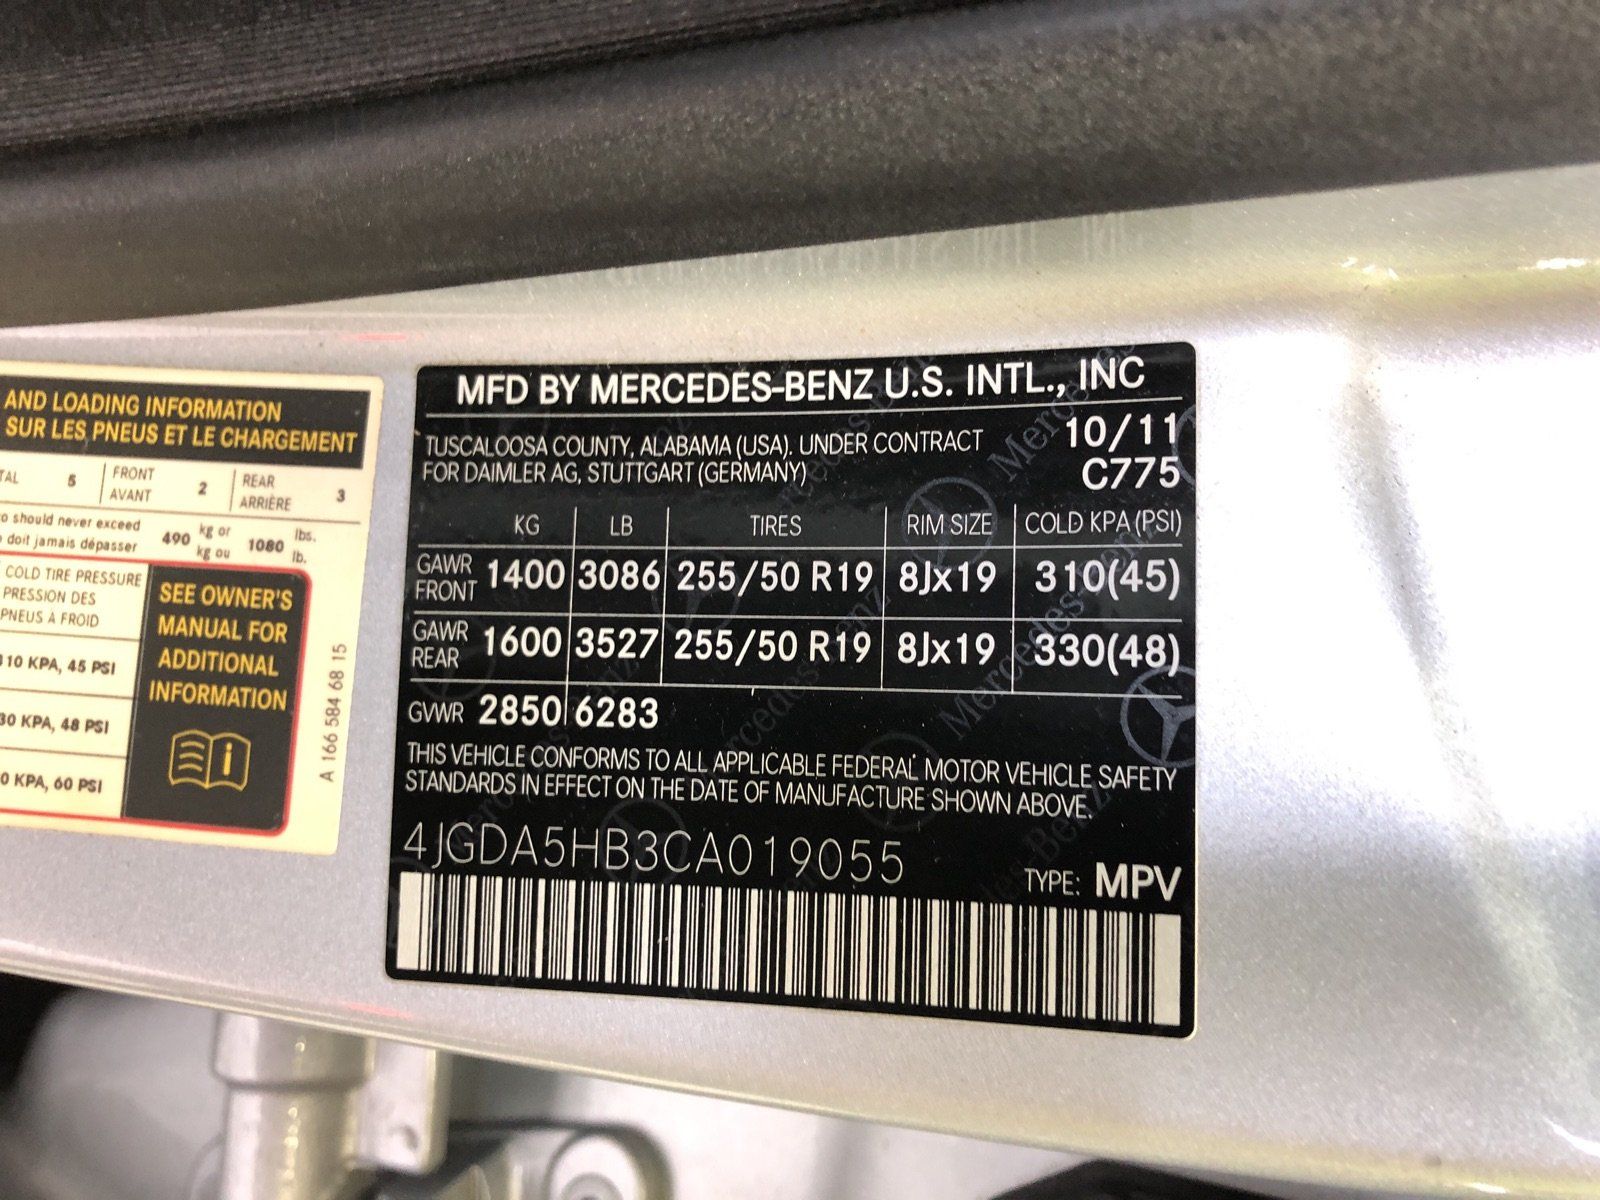 AND LOADING INFORMATION
SUR LES PNEUS ET LE CHARGEMENT
5 FRONT AVANT 2 REAR ARRIÈRE 3
should never exceed 490 kg or 1080 lbs.
doit jamais dépasser kg ou lb.
COLD TIRE PRESSURE
PRESSION DES
PNEUS A FROID
10 KPA, 45 PSI
30 KPA, 48 PSI
0 KPA, 60 PSI
SEE OWNER'S
MANUAL FOR
ADDITIONAL
INFORMATION
A 166 584 68 15
MFD BY MERCEDES-BENZ U.S. INTL., INC
TUSCALOOSA COUNTY, ALABAMA (USA). UNDER CONTRACT 10/11
FOR DAIMLER AG, STUTTGART (GERMANY) C775
KG LB TIRES RIM SIZE COLD KPA (PSI)
GAWR FRONT 1400 3086 255/50 R19 8Jx19 310(45)
GAWR REAR 1600 3527 255/50 R19 8Jx19 330(48)
GVWR 2850 6283
THIS VEHICLE CONFORMS TO ALL APPLICABLE FEDERAL MOTOR VEHICLE SAFETY
STANDARDS IN EFFECT ON THE DATE OF MANUFACTURE SHOWN ABOVE.
4JGDA5HB3CA019055
TYPE: MPV